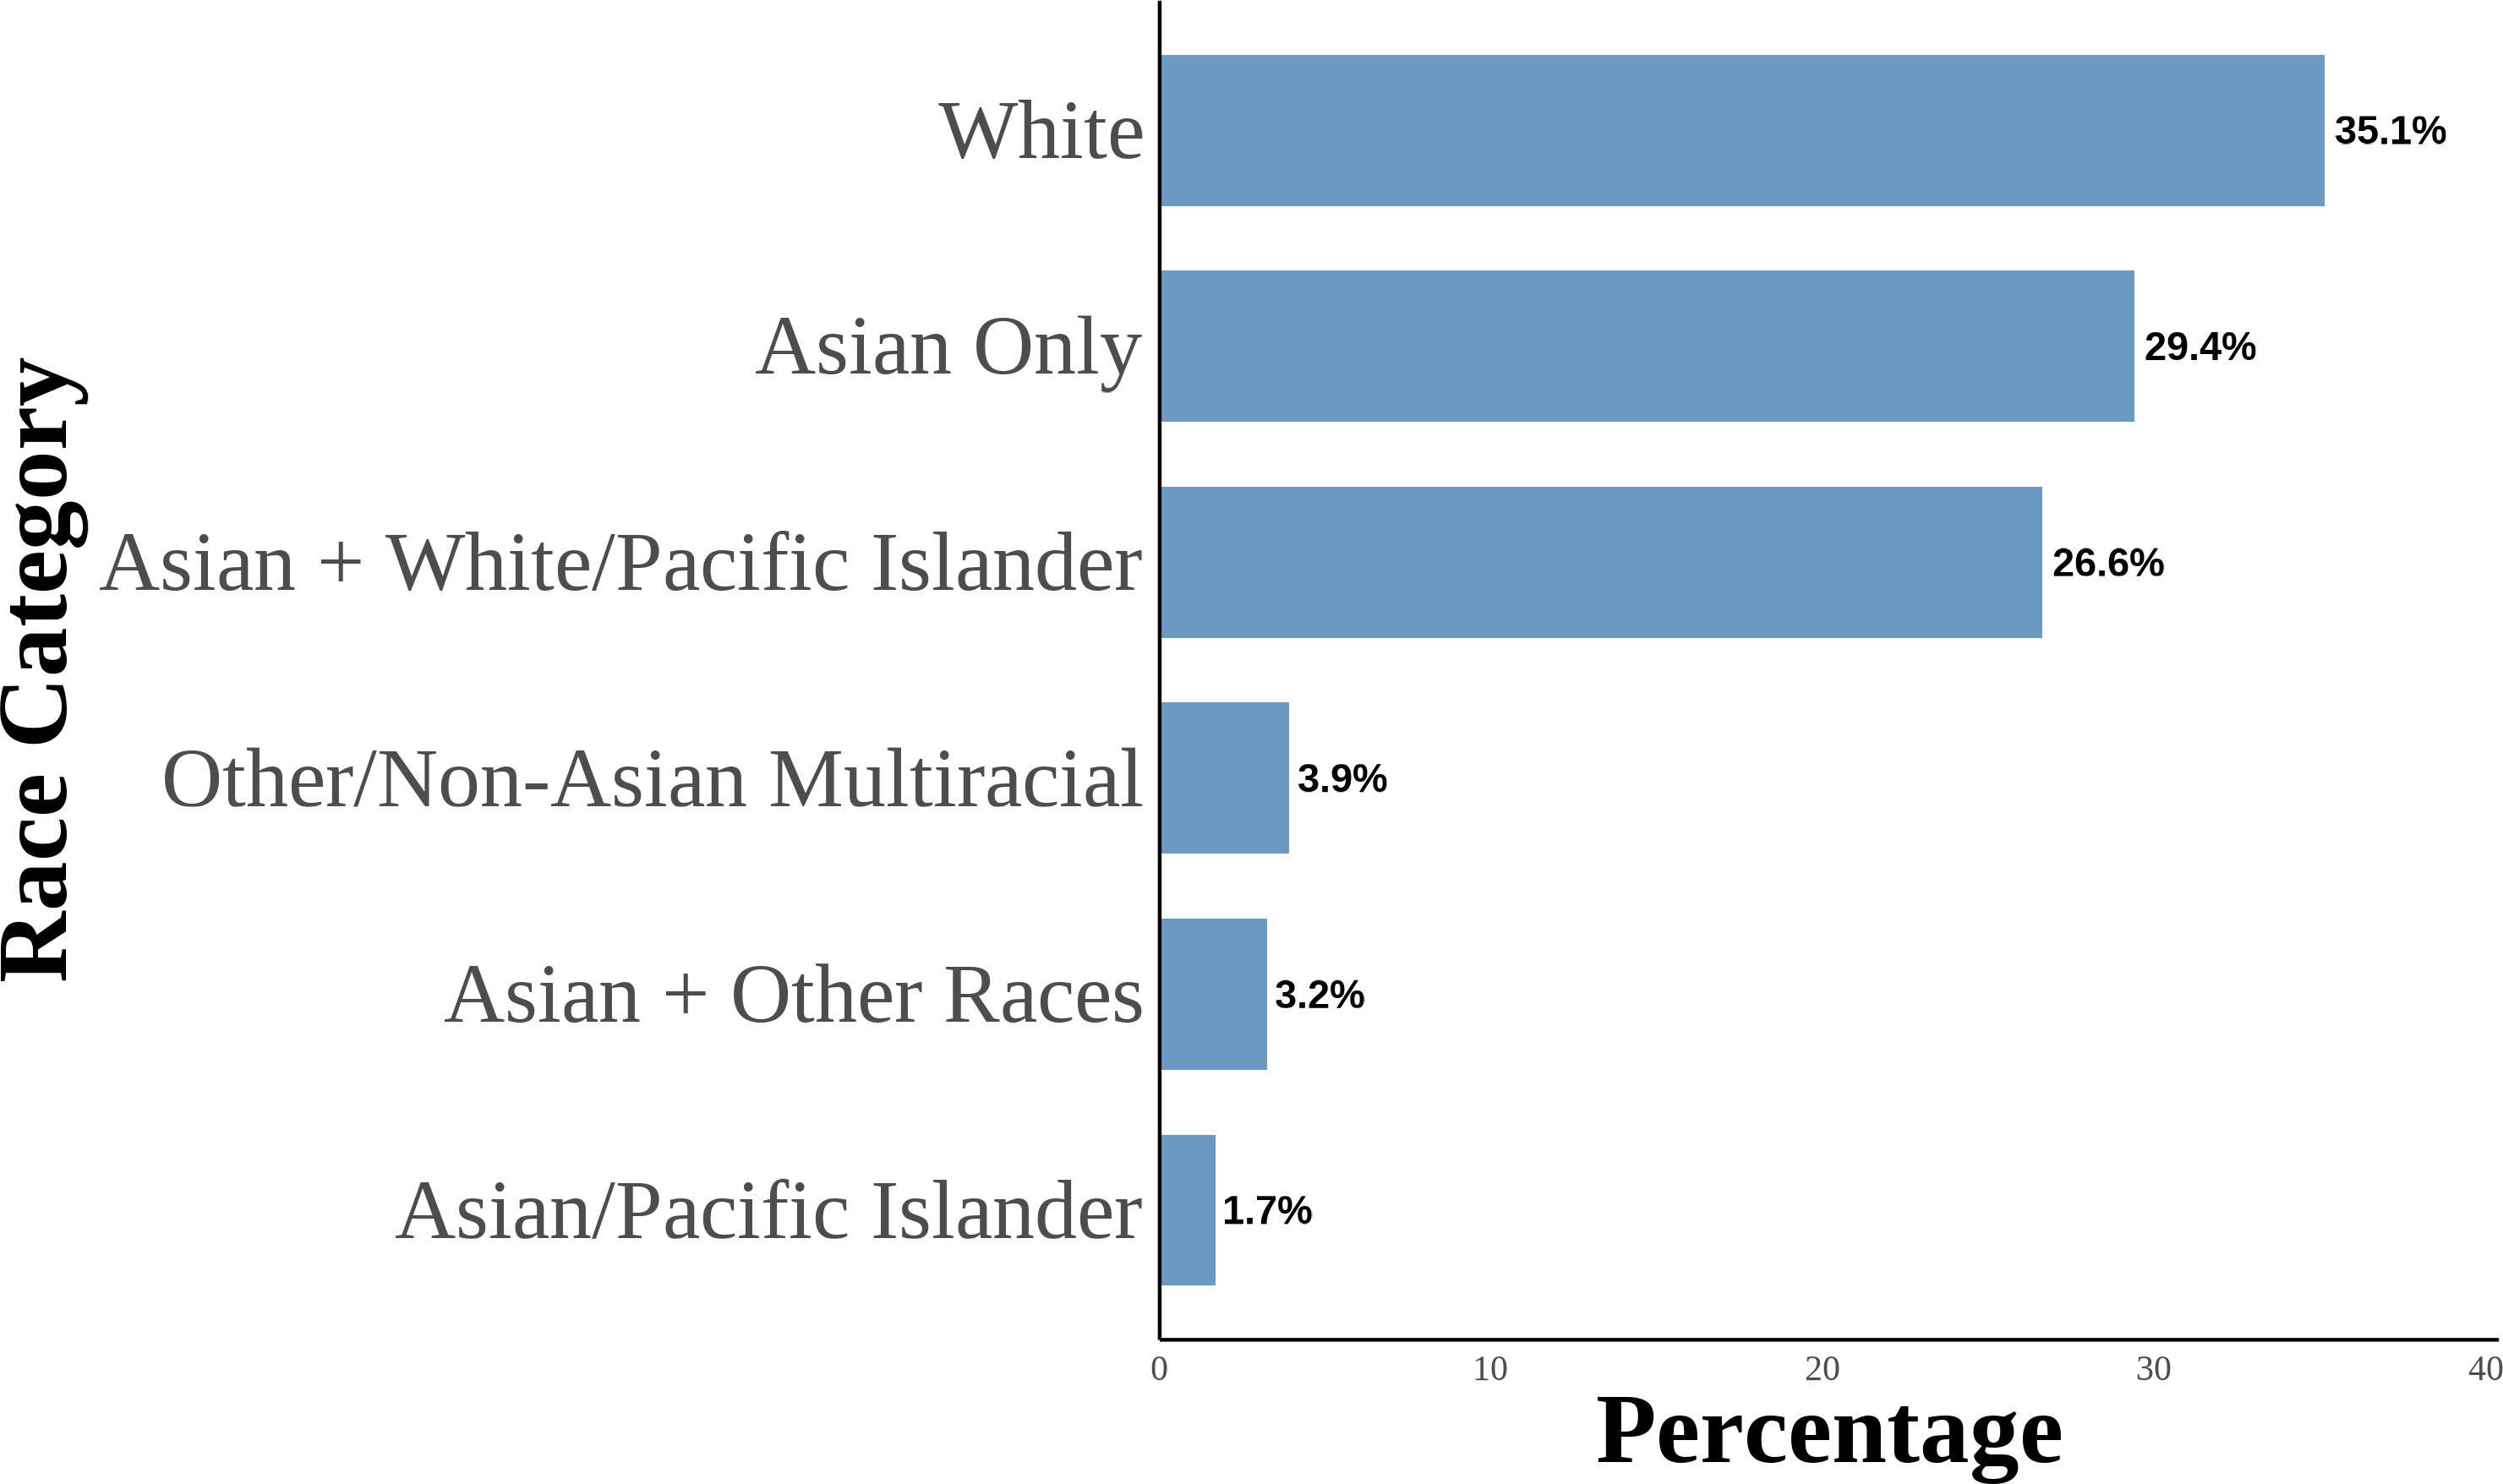 White
35.1%
Asian Only
29.4%
Asian + White/Pacific Islander
26.6%
Other/Non-Asian Multiracial
3.9%
Asian + Other Races
3.2%
Asian/Pacific Islander
1.7%
Race Category
0 10 20 30 40
Percentage